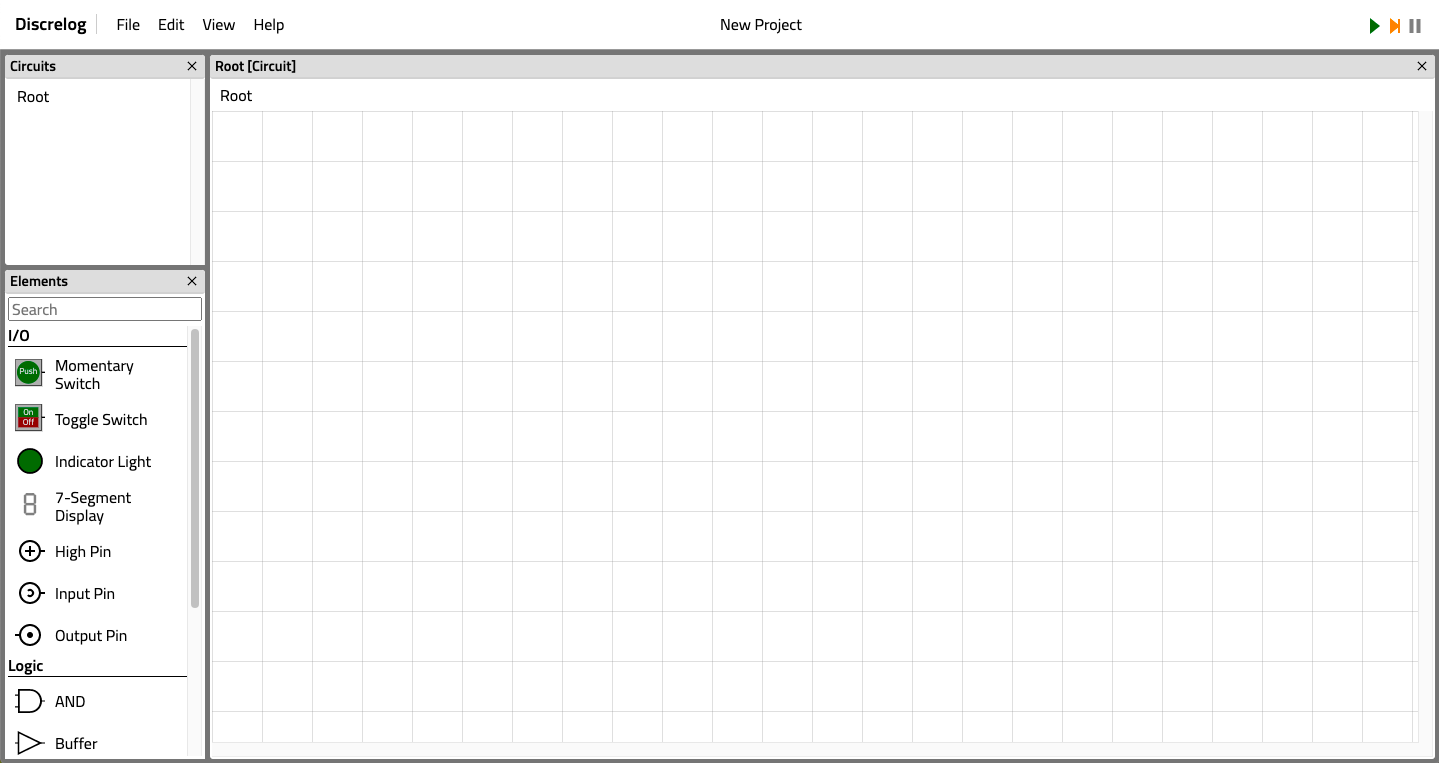 Discrelog File Edit View Help New Project
Circuits
Root
Root [Circuit]
Root
Elements
Search
I/O
Push
Momentary
Switch
On
Off
Toggle Switch
Indicator Light
7-Segment
Display
High Pin
Input Pin
Output Pin
Logic
AND
Buffer